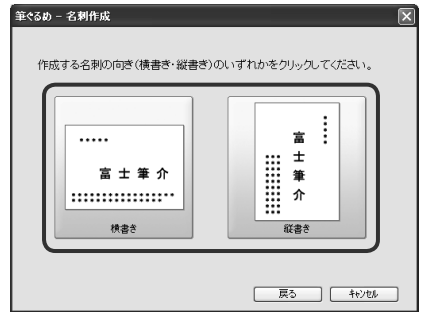 筆ぐるめ - 名刺作成
作成する名刺の向き(横書き・縦書き)のいずれかをクリックしてください。
富士筆介
横書き
富士筆介
縦書き
戻る
キャンセル